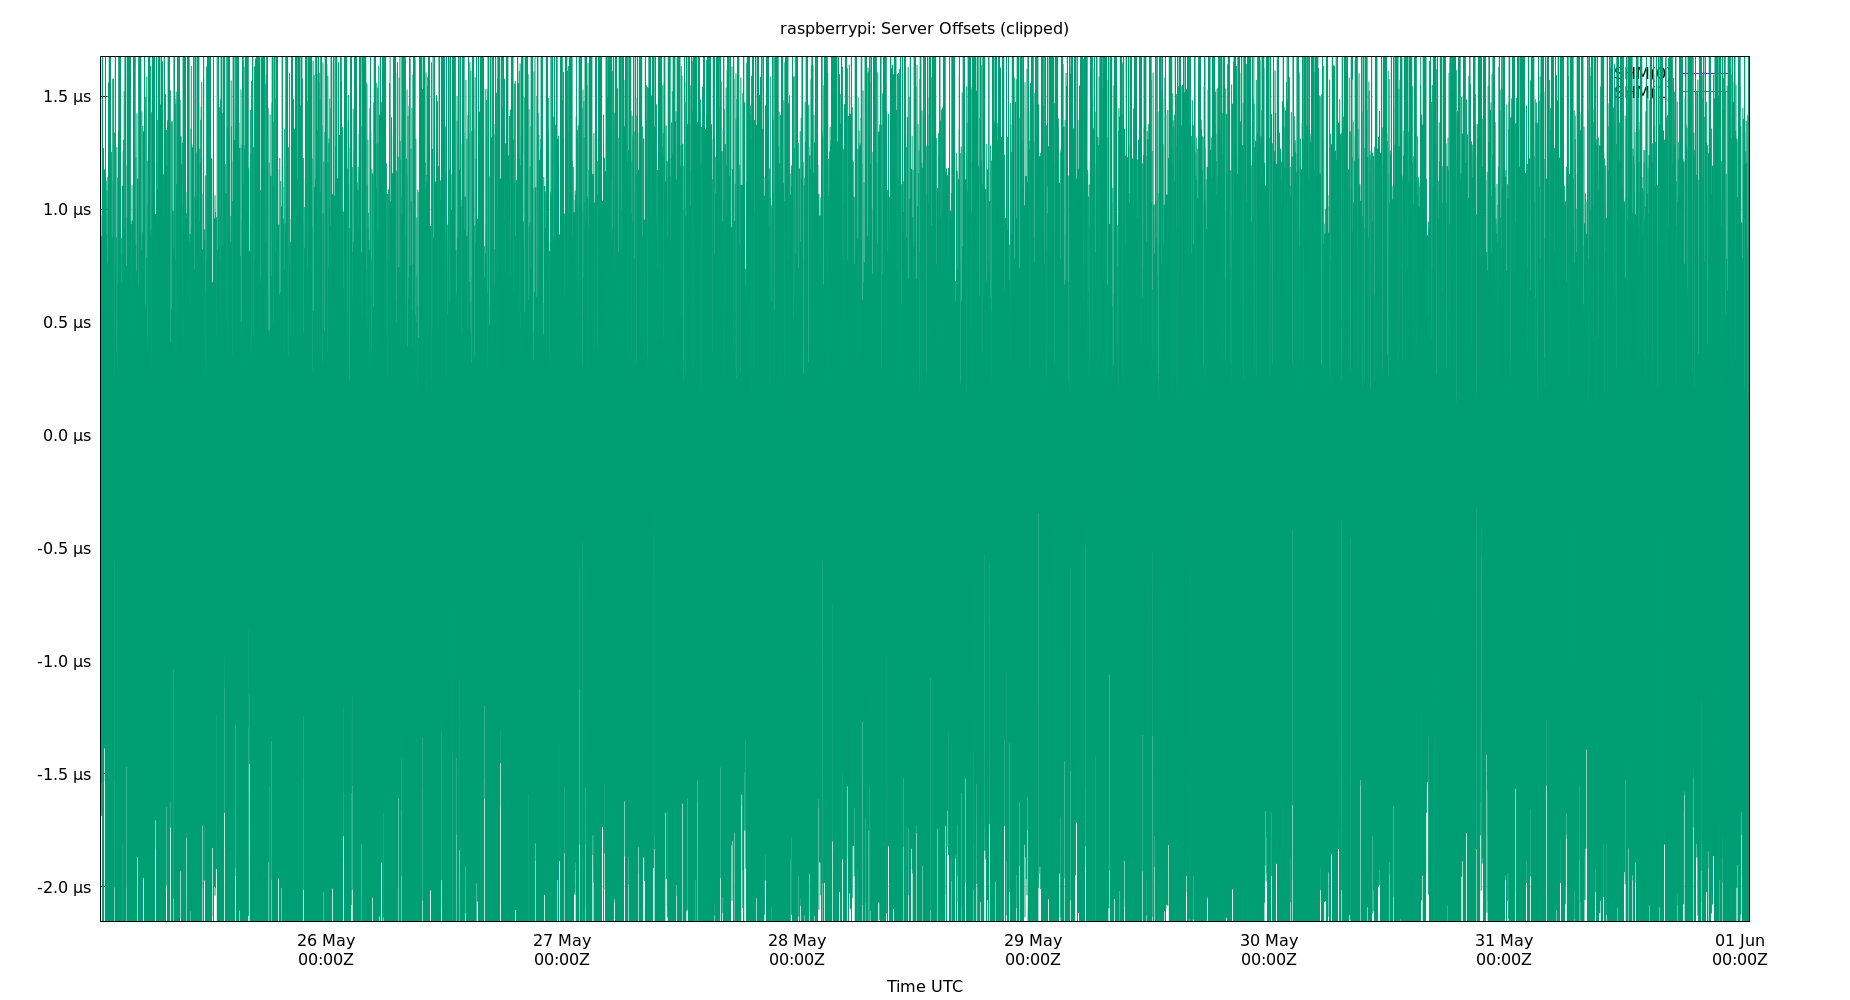 raspberrypi: Server Offsets (clipped)
SHM(0)
1.5 µs
1.0 µs
0.5 µs
0.0 µs
-0.5 µs
-1.0 µs
-1.5 µs
-2.0 µs
26 May
00:00Z
27 May
00:00Z
28 May
00:00Z
29 May
00:00Z
30 May
00:00Z
31 May
00:00Z
01 Jun
00:00Z
Time UTC